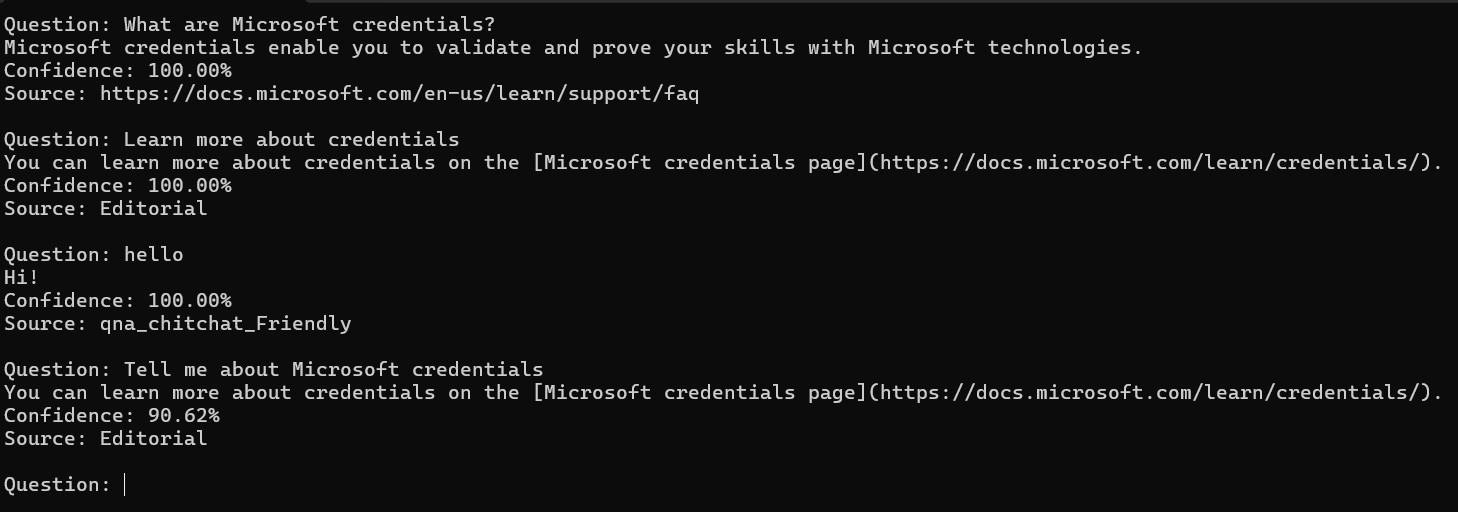 Question: What are Microsoft credentials?
Microsoft credentials enable you to validate and prove your skills with Microsoft technologies.
Confidence: 100.00%
Source: https://docs.microsoft.com/en-us/learn/support/faq
Question: Learn more about credentials
You can learn more about credentials on the [Microsoft credentials page](https://docs.microsoft.com/learn/credentials/).
Confidence: 100.00%
Source: Editorial
Question: hello
Hi!
Confidence: 100.00%
Source: qna_chitchat_Friendly
Question: Tell me about Microsoft credentials
You can learn more about credentials on the [Microsoft credentials page](https://docs.microsoft.com/learn/credentials/).
Confidence: 90.62%
Source: Editorial
Question: